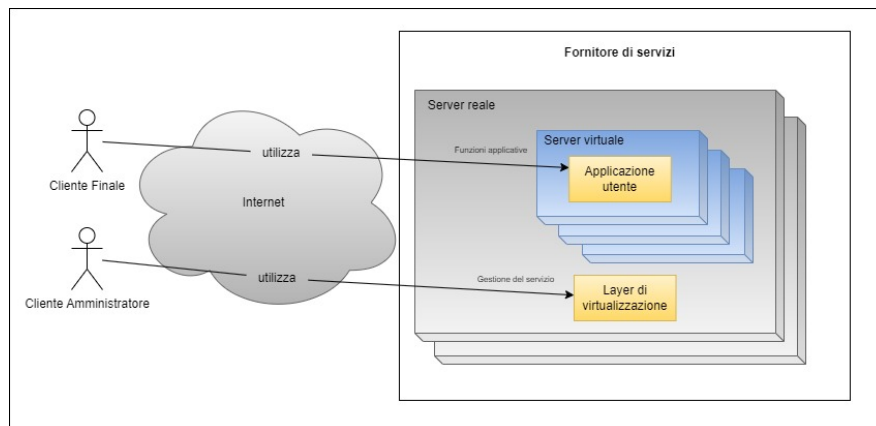 Fornitore di servizi
Server reale
Server virtuale
Funzioni applicative
utilizza
Applicazione
utente
Cliente Finale
Internet
utilizza
Gestione del servizio
Layer di
virtualizzazione
Cliente Amministratore